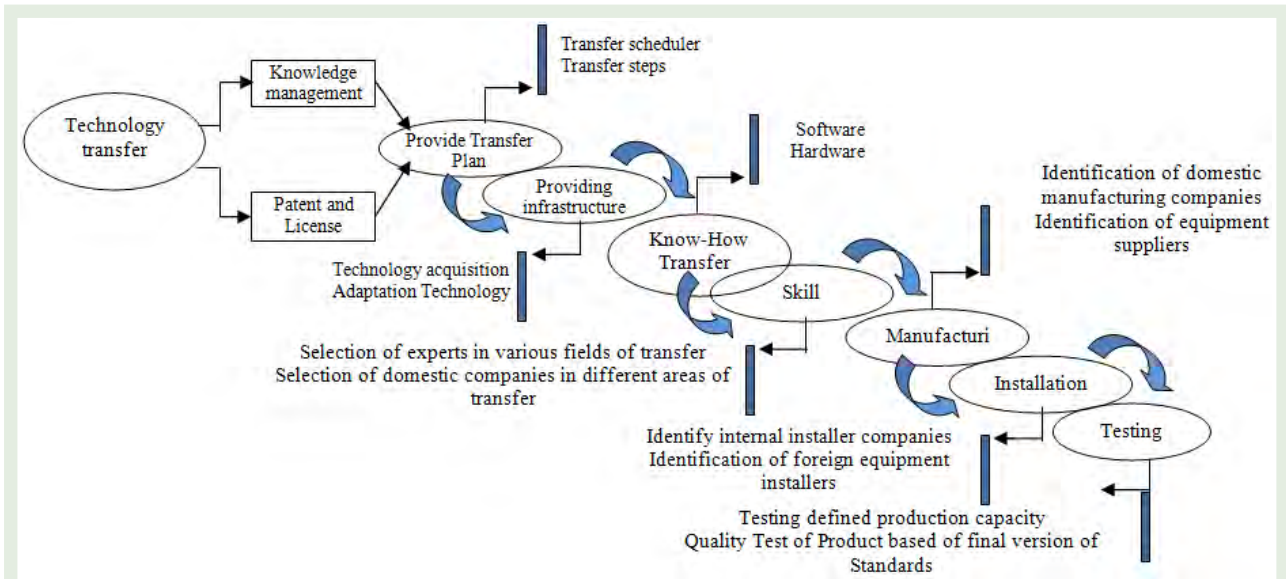 Transfer scheduler
Transfer steps
Knowledge
management
Technology
transfer
Provide Transfer
Plan
Software
Hardware
Providing
infrastructure
Patent and
License
Identification of domestic
manufacturing companies
Identification of equipment
suppliers
Know-How
Transfer
Technology acquisition
Adaptation Technology
Skill
Manufacturi
Selection of experts in various fields of transfer
Selection of domestic companies in different areas of
transfer
Installation
Testing
Identify internal installer companies
Identification of foreign equipment
installers
Testing defined production capacity
Quality Test of Product based of final version of
Standards